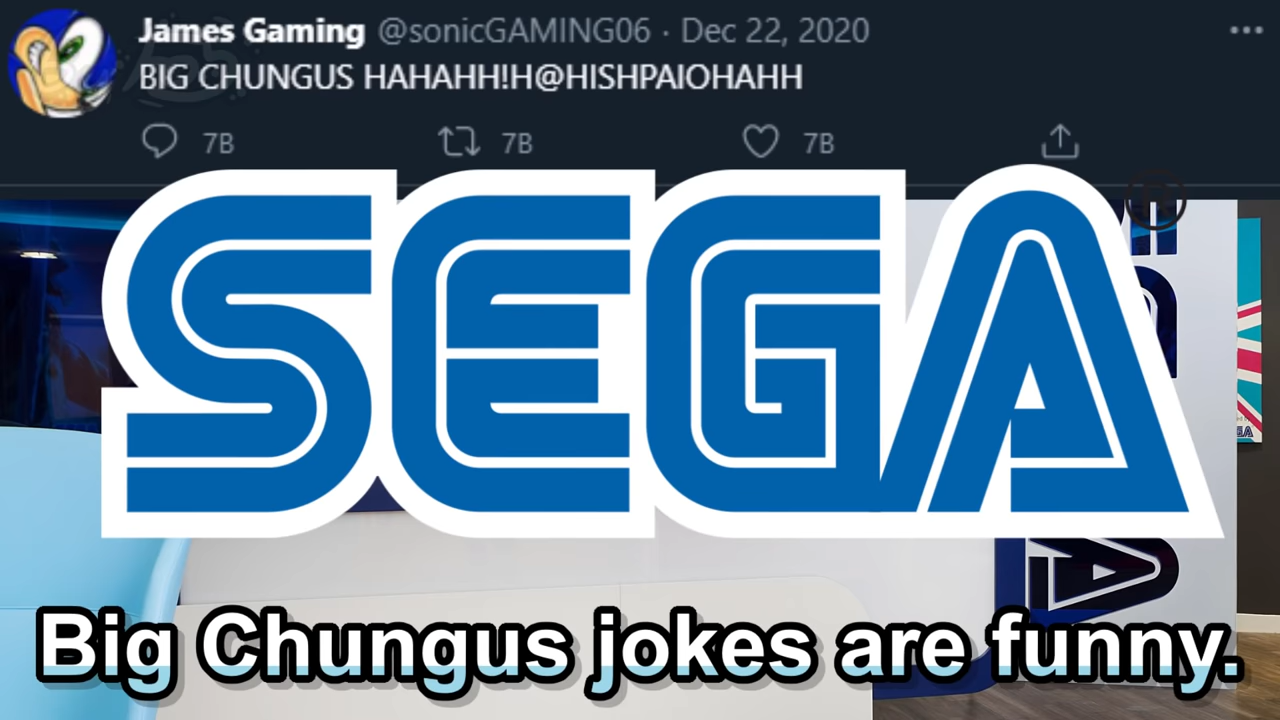 James Gaming @sonicGAMING06 · Dec 22, 2020
BIG CHUNGUS HAHAHH!H@HISHPAIOHAHH
7B 7B 7B
SEGA®
Big Chungus jokes are funny.